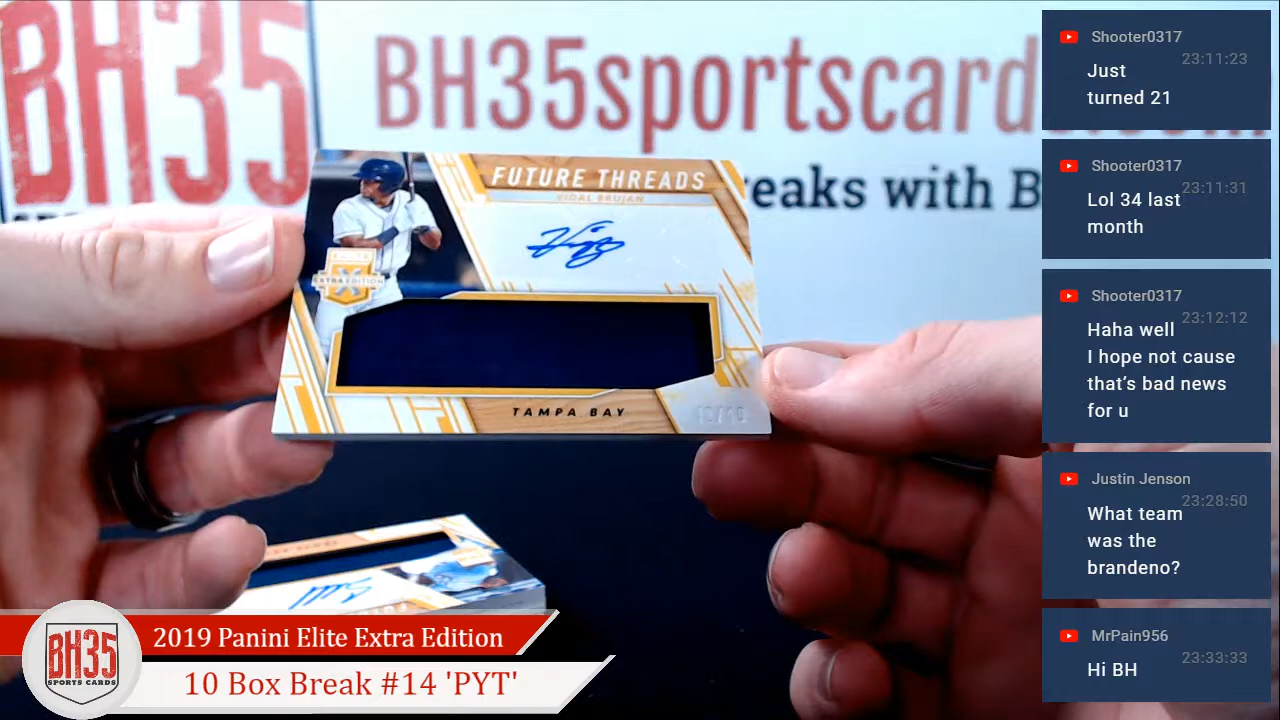 BH35
BH35sportscards.com
reaks with B
FUTURE THREADS
VIDAL BRUJAN
EXTRA EDITION
TAMPA BAY
BH35
SPORTS CARDS
2019 Panini Elite Extra Edition
10 Box Break #14 'PYT'
Shooter0317
23:11:23
Just
turned 21
Shooter0317
23:11:31
Lol 34 last
month
Shooter0317
23:12:12
Haha well
I hope not cause
that's bad news
for u
Justin Jenson
23:28:50
What team
was the
brandeno?
MrPain956
23:33:33
Hi BH